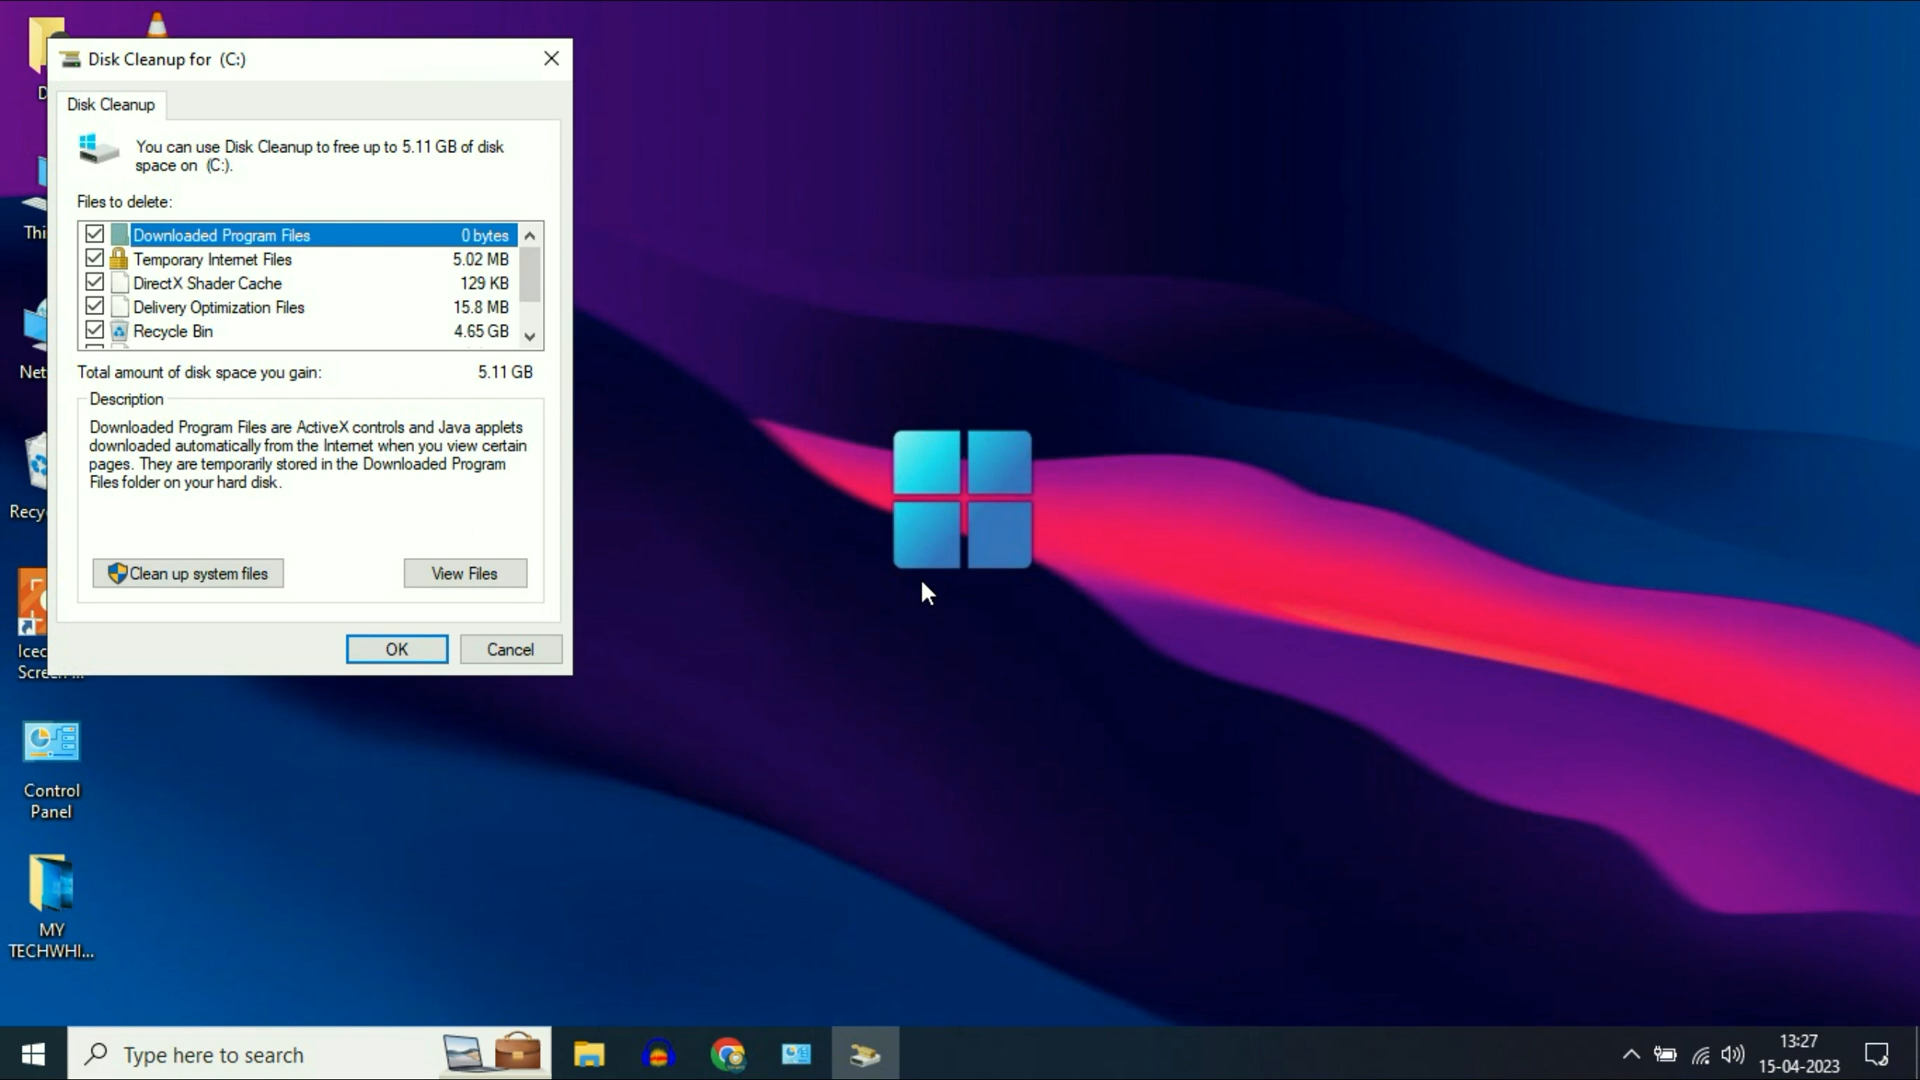 Disk Cleanup for  (C:)
Disk Cleanup
You can use Disk Cleanup to free up to 5.11 GB of disk
space on  (C:).
Files to delete:
Downloaded Program Files 0 bytes
Temporary Internet Files 5.02 MB
DirectX Shader Cache 129 KB
Delivery Optimization Files 15.8 MB
Recycle Bin 4.65 GB
Total amount of disk space you gain: 5.11 GB
Description
Downloaded Program Files are ActiveX controls and Java applets
downloaded automatically from the Internet when you view certain
pages. They are temporarily stored in the Downloaded Program
Files folder on your hard disk.
Clean up system files
View Files
OK
Cancel
Control
Panel
MY
TECHWHI...
Type here to search
13:27
15-04-2023